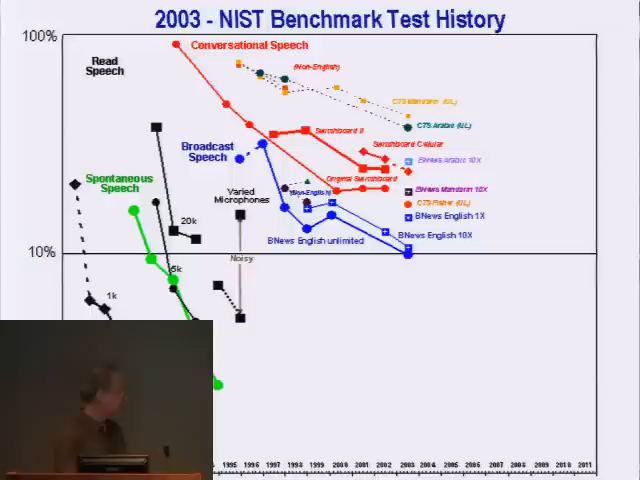 2003 - NIST Benchmark Test History
100%
Conversational Speech
Read
Speech
(Non-English)
CTS Mandarin (UL)
CTS Arabic (UL)
Switchboard II
Switchboard Cellular
Broadcast
Speech
BNews Arabic 10X
Spontaneous
Speech
Original Switchboard
Varied
Microphones
(Non-English)
BNews Mandarin 10X
CTS Fisher (UL)
BNews English 1X
20k
BNews English unlimited
BNews English 10X
10%
Noisy
5k
1k
1995 1996 1997 1998 1999 2000 2001 2002 2003 2004 2005 2006 2007 2008 2009 2010 2011